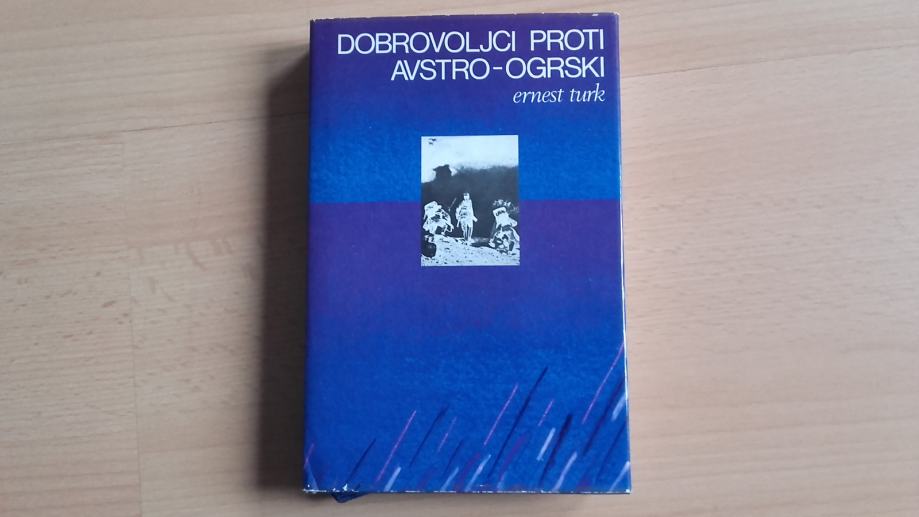 DOBROVOLJCI PROTI
AVSTRO-OGRSKI
ernest turk